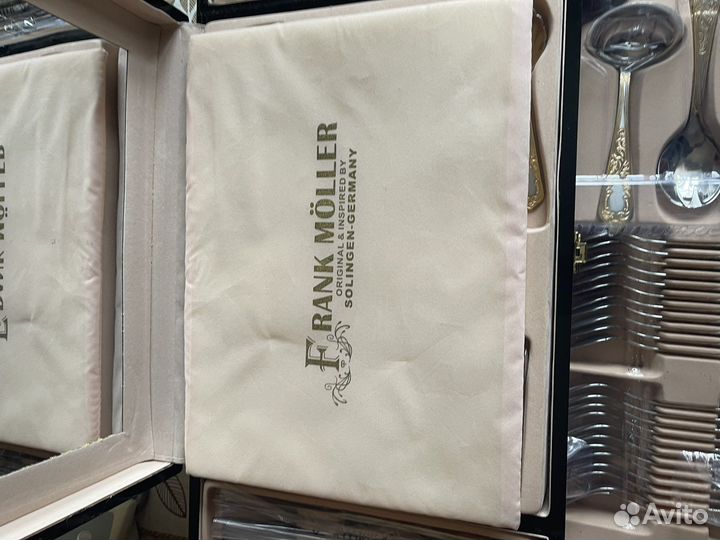 FRANK MÖLLER
ORIGINAL & INSPIRED BY
SOLINGEN-GERMANY
Avito